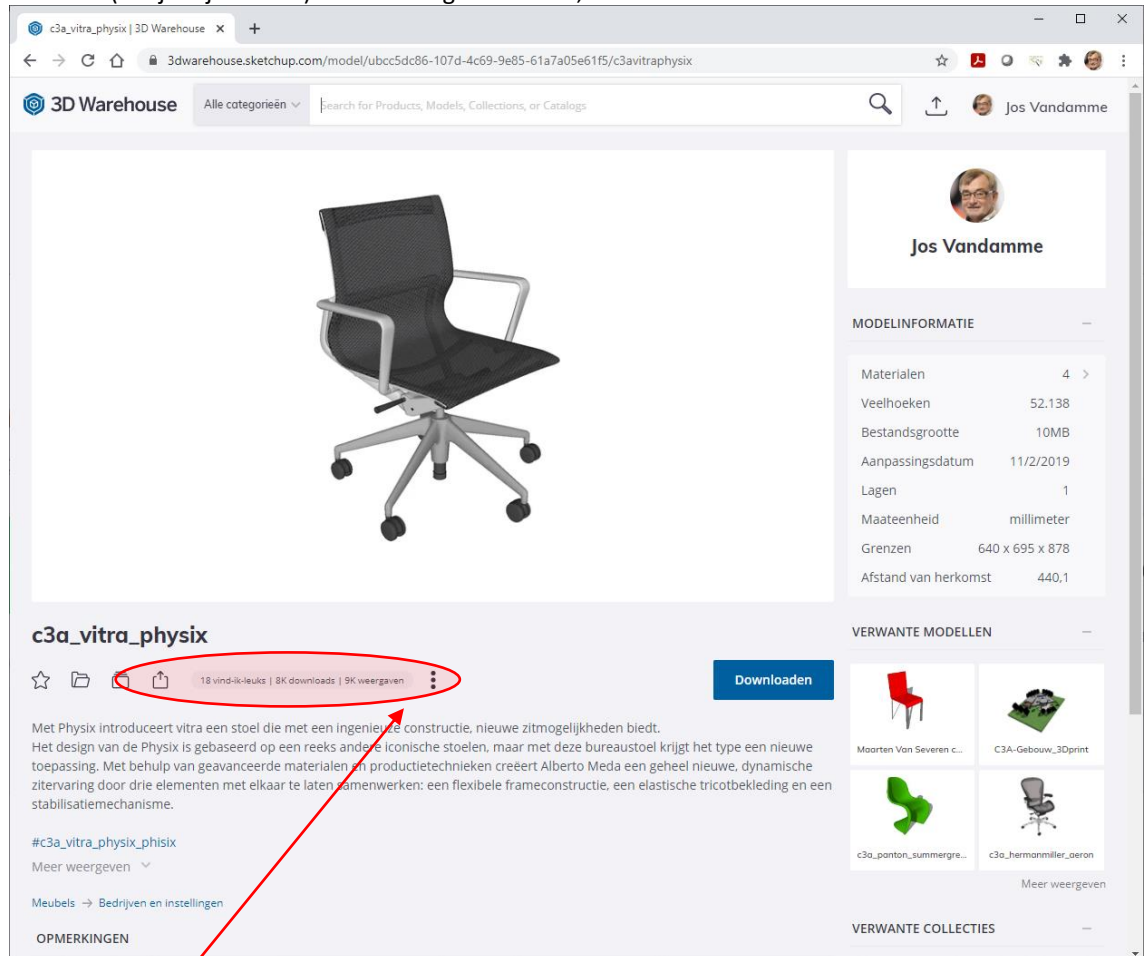 c3a_vitra_physix | 3D Warehouse
3dwarehouse.sketchup.com/model/ubcc5dc86-107d-4c69-9e85-61a7a05e61f5/c3avitraphysix
3D Warehouse
Alle categorieën
Search for Products, Models, Collections, or Catalogs
Jos Vandamme
Jos Vandamme
MODELINFORMATIE
Materialen 4
Veelhoeken 52.138
Bestandsgrootte 10MB
Aanpassingsdatum 11/2/2019
Lagen 1
Maateenheid millimeter
Grenzen 640 x 695 x 878
Afstand van herkomst 440,1
c3a_vitra_physix
18 vind-ik-leuks | 8K downloads | 9K weergaven
Downloaden
Met Physix introduceert vitra een stoel die met een ingenieuze constructie, nieuwe zitmogelijkheden biedt.
Het design van de Physix is gebaseerd op een reeks andere iconische stoelen, maar met deze bureaustoel krijgt het type een nieuwe
toepassing. Met behulp van geavanceerde materialen en productietechnieken creëert Alberto Meda een geheel nieuwe, dynamische
zitervaring door drie elementen met elkaar te laten samenwerken: een flexibele frameconstructie, een elastische tricotbekleding en een
stabilisatiemechanisme.
#c3a_vitra_physix_phisix
Meer weergeven
Meubels → Bedrijven en instellingen
OPMERKINGEN
VERWANTE MODELLEN
Maarten Van Severen c...
C3A-Gebouw_3Dprint
c3a_panton_summergre...
c3a_hermanmiller_aeron
Meer weergeven
VERWANTE COLLECTIES